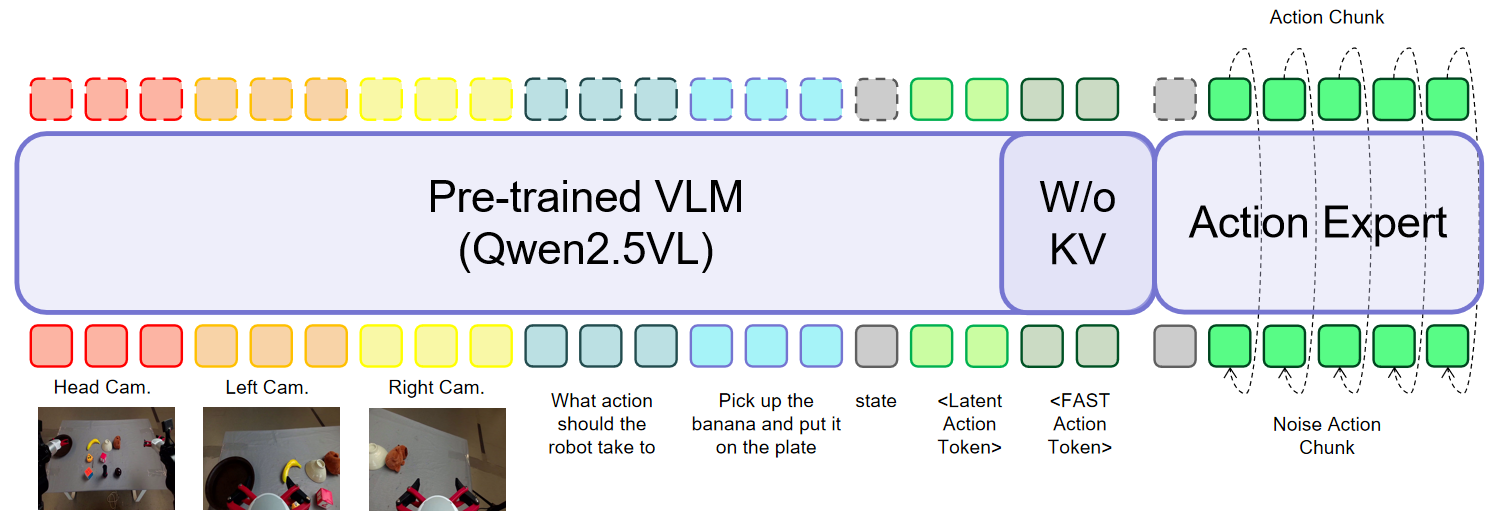 Action Chunk
Pre-trained VLM
(Qwen2.5VL)
W/o
KV
Action Expert
Head Cam.
Left Cam.
Right Cam.
What action
should the
robot take to
Pick up the
banana and put it
on the plate
state
<Latent
Action
Token>
<FAST
Action
Token>
Noise Action
Chunk